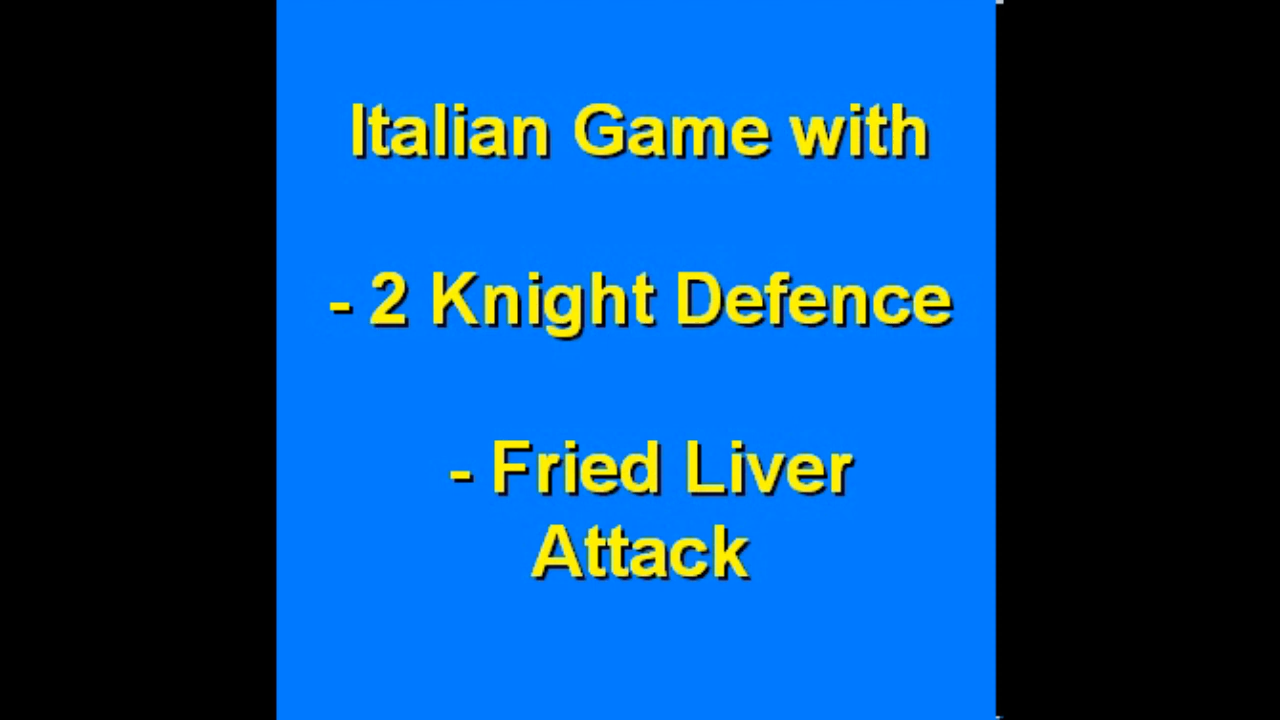 Italian Game with
- 2 Knight Defence
- Fried Liver
Attack